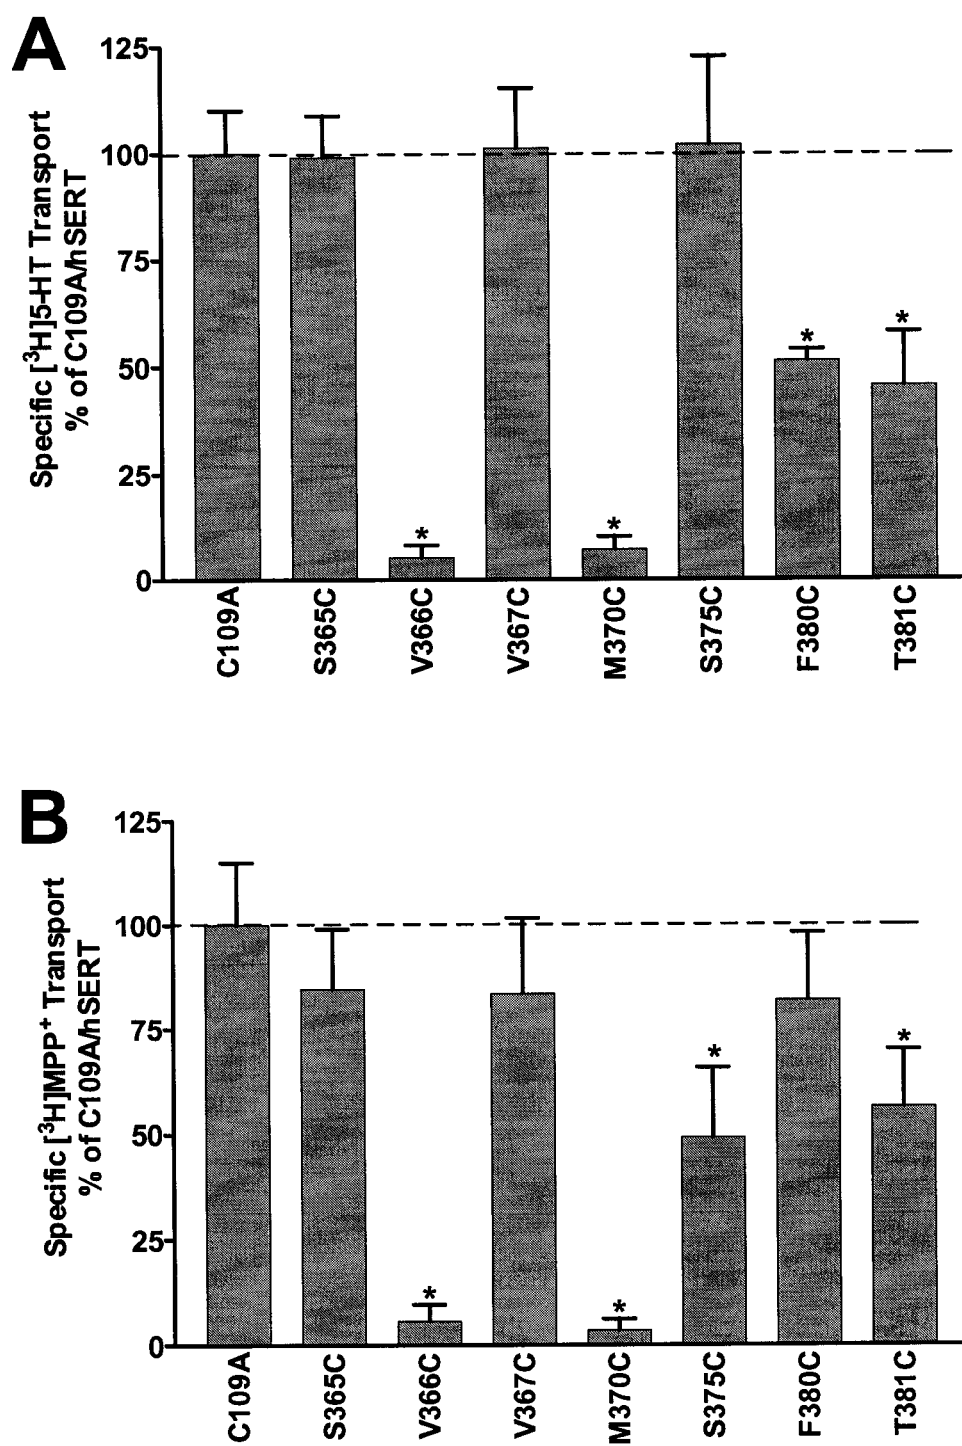 A
Specific [³H]5-HT Transport
% of C109A/hSERT
125
100
75
50
25
0
* * * *
C109A S365C V366C V367C M370C S375C F380C T381C
B
Specific [³H]MPP⁺ Transport
% of C109A/hSERT
125
100
75
50
25
0
* * * *
C109A S365C V366C V367C M370C S375C F380C T381C